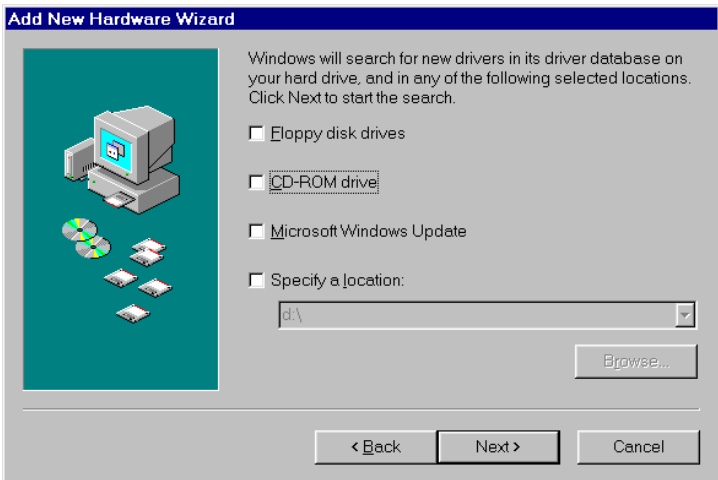 Add New Hardware Wizard
Windows will search for new drivers in its driver database on
your hard drive, and in any of the following selected locations.
Click Next to start the search.
Floppy disk drives
CD-ROM drive
Microsoft Windows Update
Specify a location:
d:\
Browse...
< Back
Next >
Cancel